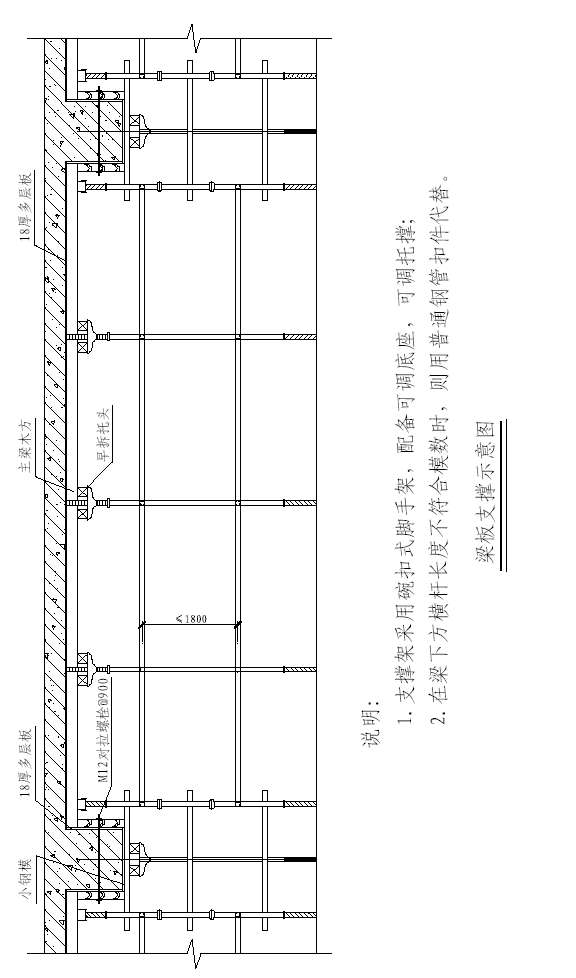 小钢模
18厚多层板
主梁木方
18厚多层板
M12对拉螺栓@900
早拆托头
≤1800
说明：
1.支撑架采用碗扣式脚手架，配备可调底座，可调托撑；
2.在梁下方横杆长度不符合模数时，则用普通钢管扣件代替。
梁板支撑示意图